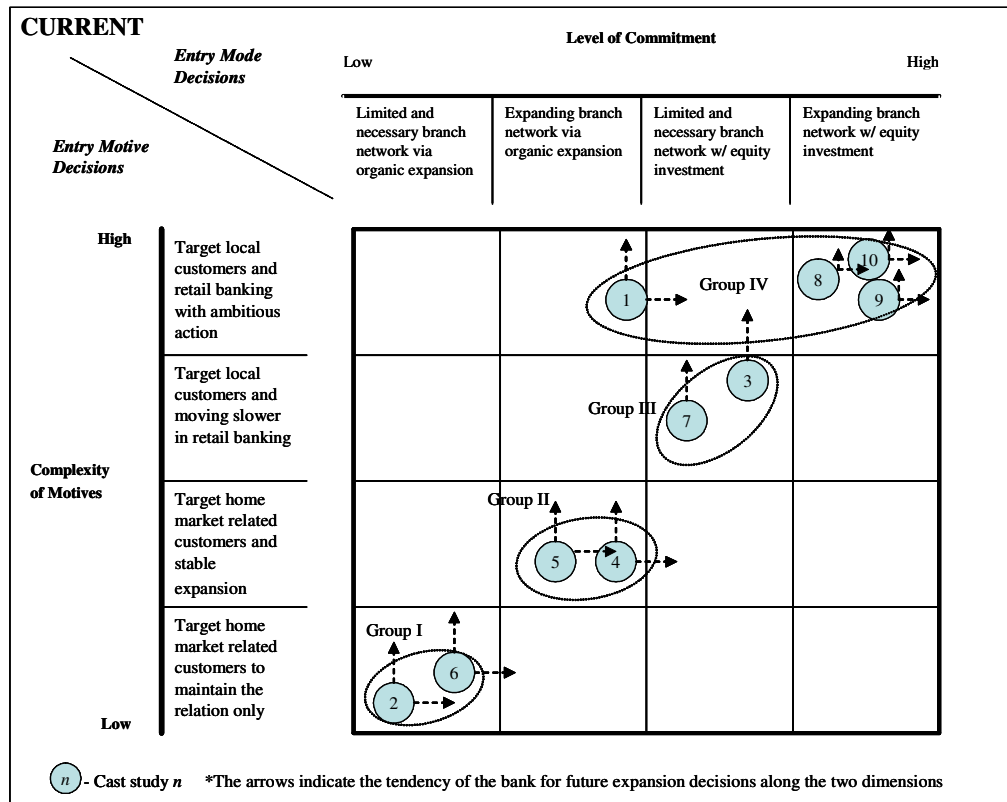 CURRENT
Entry Mode
Decisions
Entry Motive
Decisions
Level of Commitment
Low
High
Limited and
necessary branch
network via
organic expansion
Expanding branch
network via
organic expansion
Limited and
necessary branch
network w/ equity
investment
Expanding branch
network w/ equity
investment
High
Complexity
of Motives
Low
Target local
customers and
retail banking
with ambitious
action
Target local
customers and
moving slower
in retail banking
Target home
market related
customers and
stable
expansion
Target home
market related
customers to
maintain the
relation only
Group IV
1
8
10
9
Group III
7
3
Group II
5
4
Group I
2
6
n - Cast study n *The arrows indicate the tendency of the bank for future expansion decisions along the two dimensions